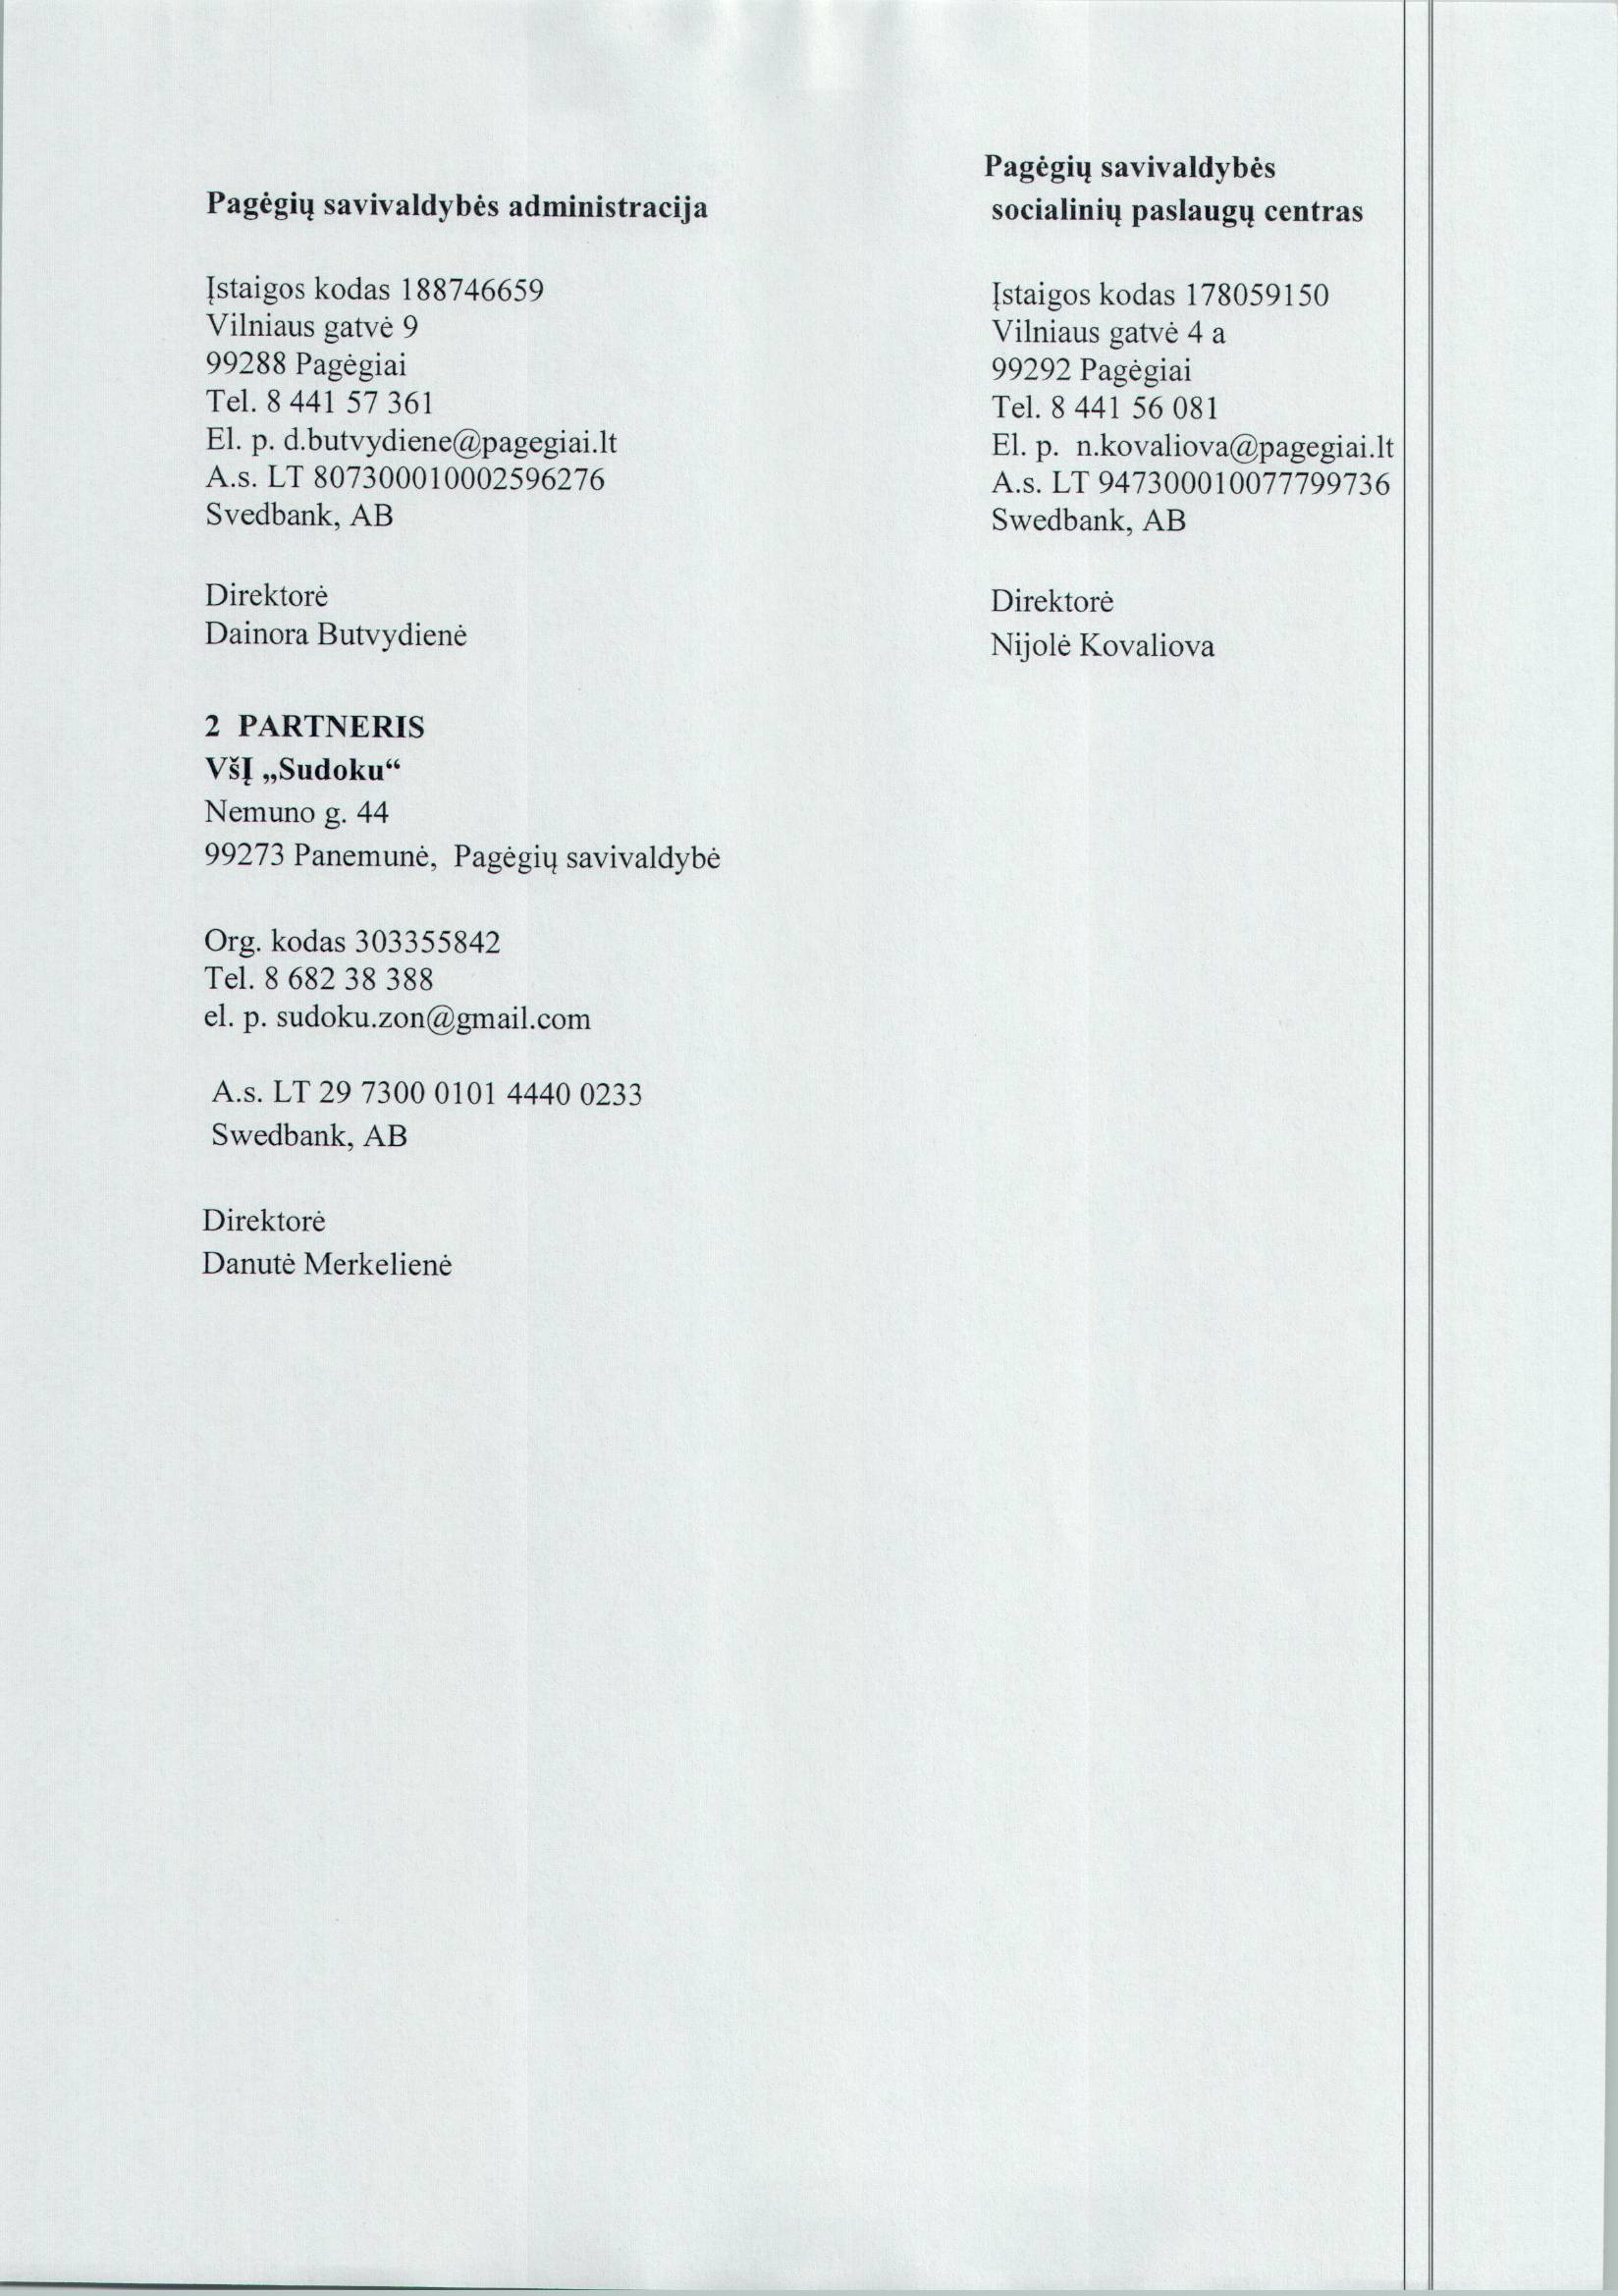 Pagėgių savivaldybės administracija
Įstaigos kodas 188746659
Vilniaus gatvė 9
99288 Pagėgiai
Tel. 8 441 57 361
El. p. d.butvydiene@pagegiai.lt
A.s. LT 807300010002596276
Svedbank, AB
Direktorė
Dainora Butvydienė
Pagėgių savivaldybės
socialinių paslaugų centras
Įstaigos kodas 178059150
Vilniaus gatvė 4 a
99292 Pagėgiai
Tel. 8 441 56 081
El. p. n.kovaliova@pagegiai.lt
A.s. LT 947300010077799736
Swedbank, AB
Direktorė
Nijolė Kovaliova
2 PARTNERIS
VšĮ „Sudoku“
Nemuno g. 44
99273 Panemunė, Pagėgių savivaldybė
Org. kodas 303355842
Tel. 8 682 38 388
el. p. sudoku.zon@gmail.com
A.s. LT 29 7300 0101 4440 0233
Swedbank, AB
Direktorė
Danutė Merkelienė